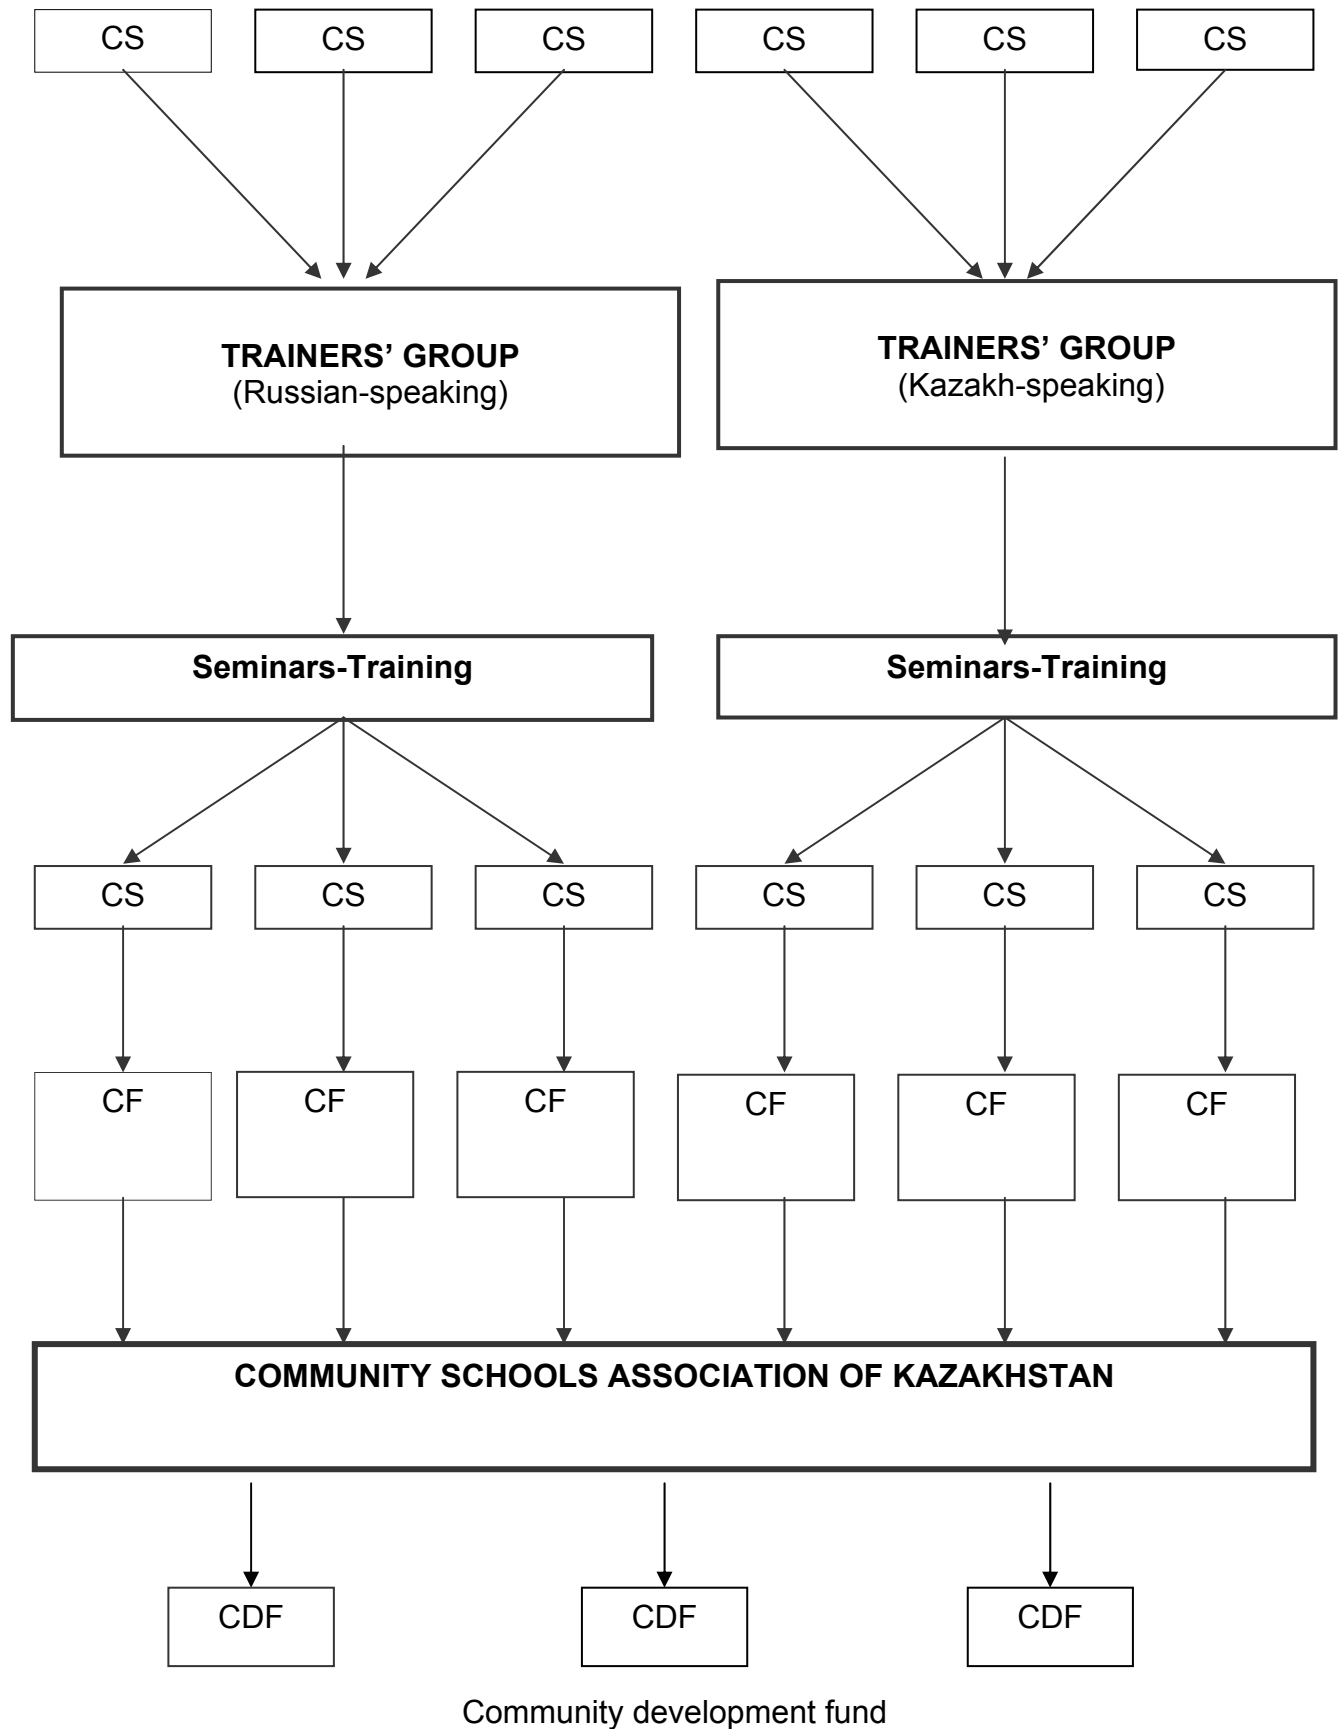 CS CS CS CS CS CS
TRAINERS’ GROUP
(Russian-speaking)
TRAINERS’ GROUP
(Kazakh-speaking)
Seminars-Training
Seminars-Training
CS CS CS CS CS CS
CF CF CF CF CF CF
COMMUNITY SCHOOLS ASSOCIATION OF KAZAKHSTAN
CDF CDF CDF
Community development fund